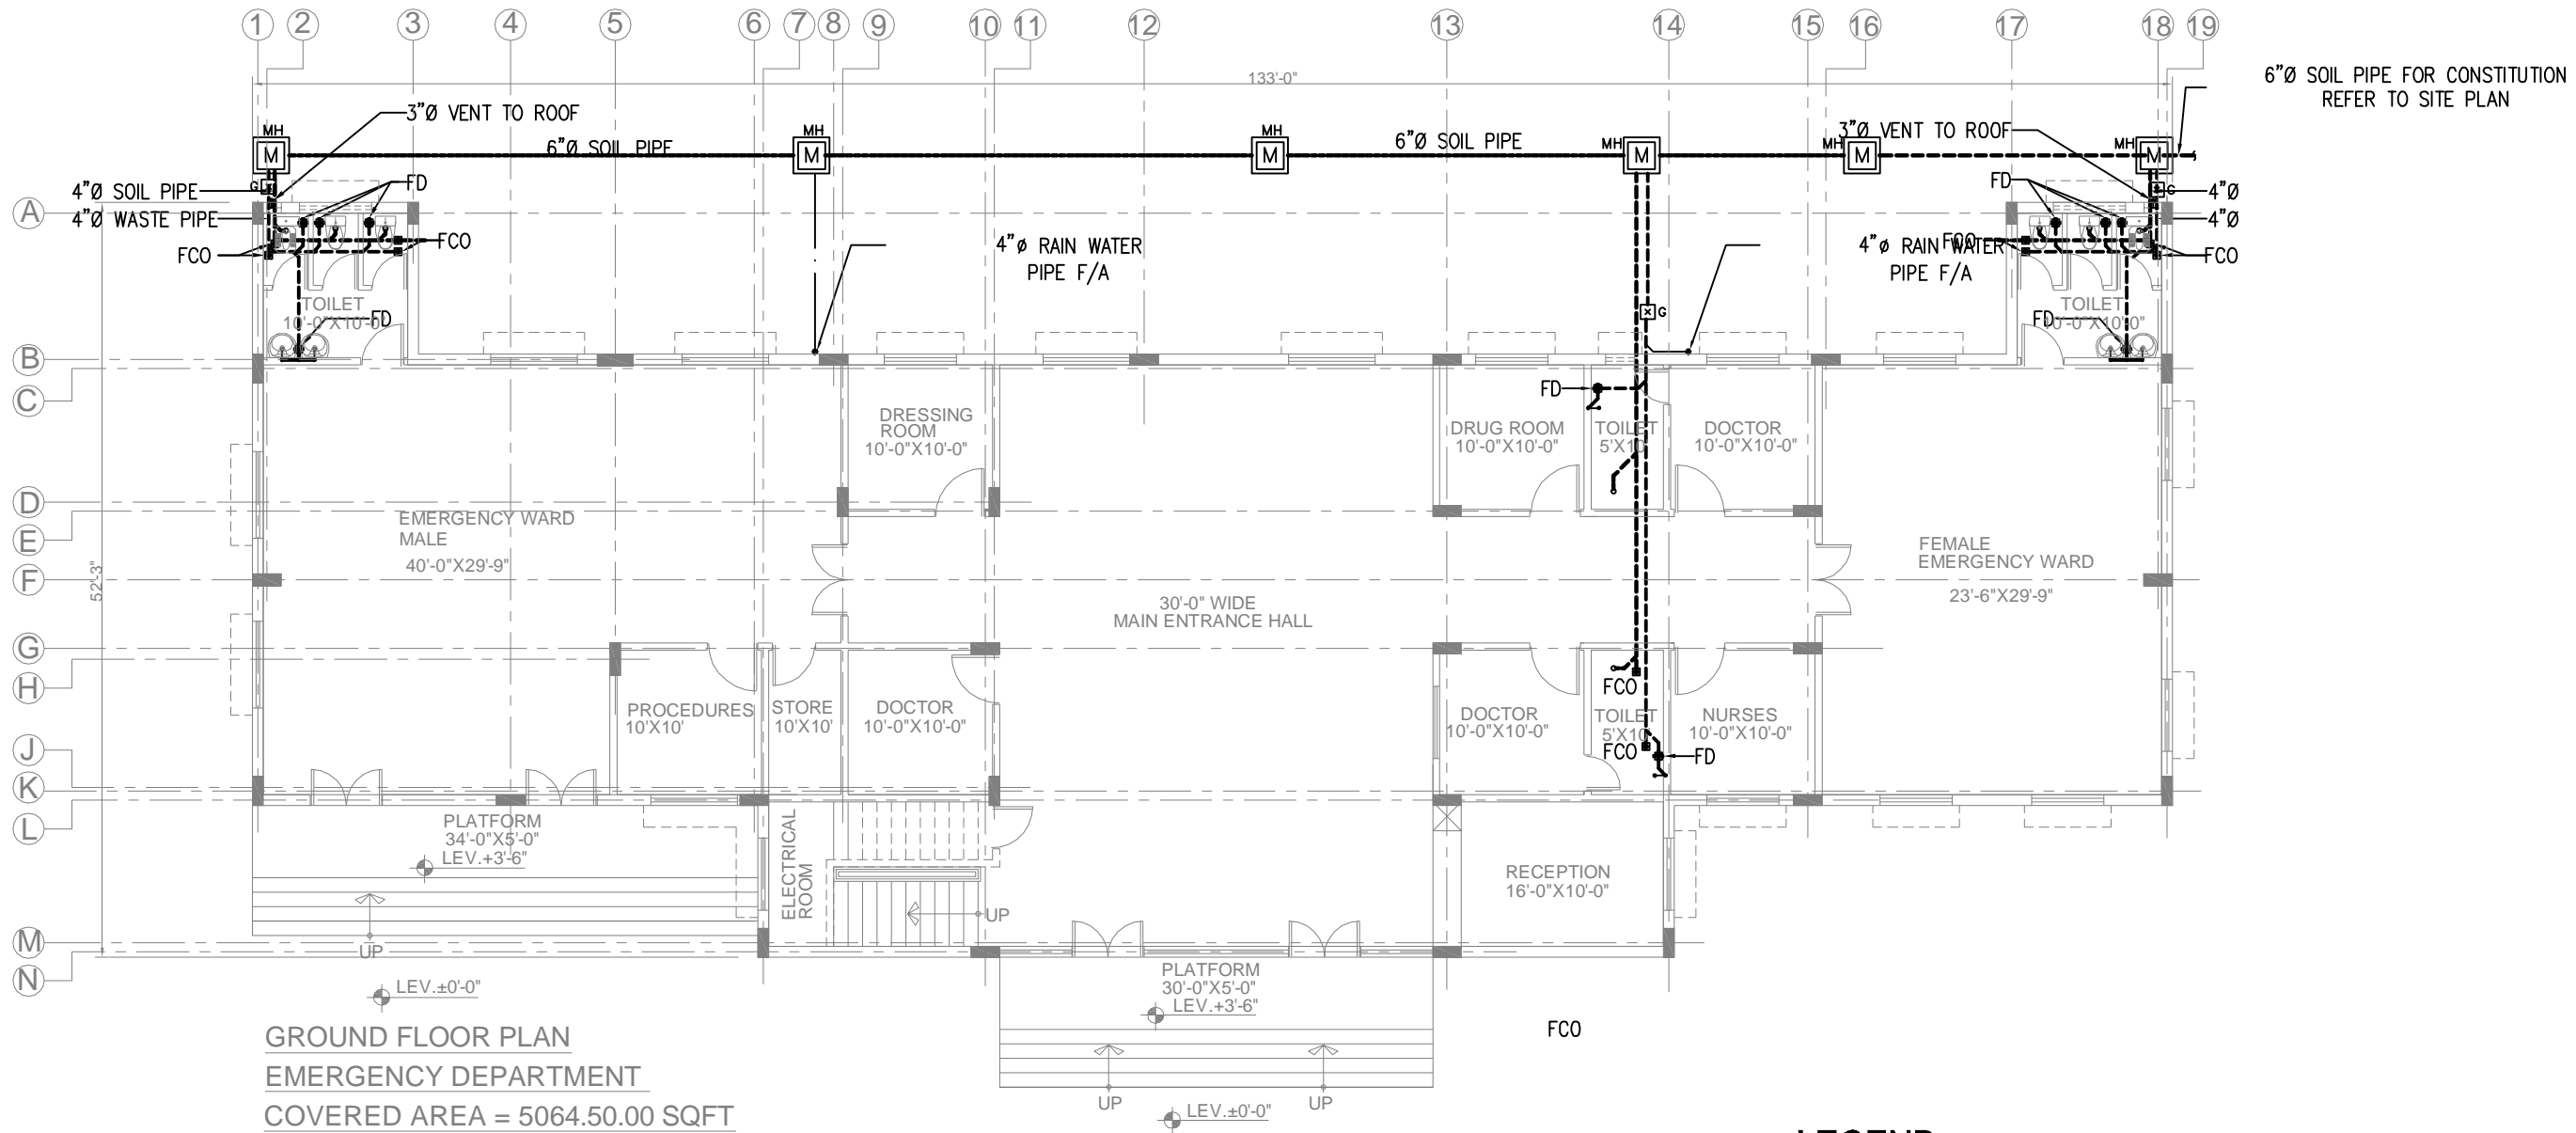 1 2 3 4 5 6 7 8 9 10 11 12 13 14 15 16 17 18 19
133'-0"
6"Ø SOIL PIPE FOR CONSTITUTION
REFER TO SITE PLAN
3"Ø VENT TO ROOF
3"Ø VENT TO ROOF
MH MH MH MH MH MH
M M M M M M
6"Ø SOIL PIPE
6"Ø SOIL PIPE
4"Ø SOIL PIPE
G
FD
FD
G
4"Ø
4"Ø WASTE PIPE
4"Ø
A
FCO
FCO
4"ø RAIN WATER
PIPE F/A
4"ø RAIN WATER
PIPE F/A
FCO
FCO
TOILET
10'-0"X10'-0"
FD
G
TOILET
10'-0"X10'-0"
FD
B
C
FD
DRESSING
ROOM
10'-0"X10'-0"
DRUG ROOM
10'-0"X10'-0"
TOILET
5'X10'
DOCTOR
10'-0"X10'-0"
D
E
EMERGENCY WARD
MALE
40'-0"X29'-9"
FEMALE
EMERGENCY WARD
23'-6"X29'-9"
F
52'-3"
30'-0" WIDE
MAIN ENTRANCE HALL
G
H
FCO
PROCEDURES
10'X10'
STORE
10'X10'
DOCTOR
10'-0"X10'-0"
DOCTOR
10'-0"X10'-0"
TOILET
5'X10'
NURSES
10'-0"X10'-0"
FCO
FD
J
K
L
PLATFORM
34'-0"X5'-0"
LEV.+3'-6"
ELECTRICAL
ROOM
RECEPTION
16'-0"X10'-0"
UP
M
UP
N
PLATFORM
30'-0"X5'-0"
LEV.+3'-6"
LEV.±0'-0"
FCO
GROUND FLOOR PLAN
EMERGENCY DEPARTMENT
COVERED AREA = 5064.50.00 SQFT
UP
UP
LEV.±0'-0"
LEGEND